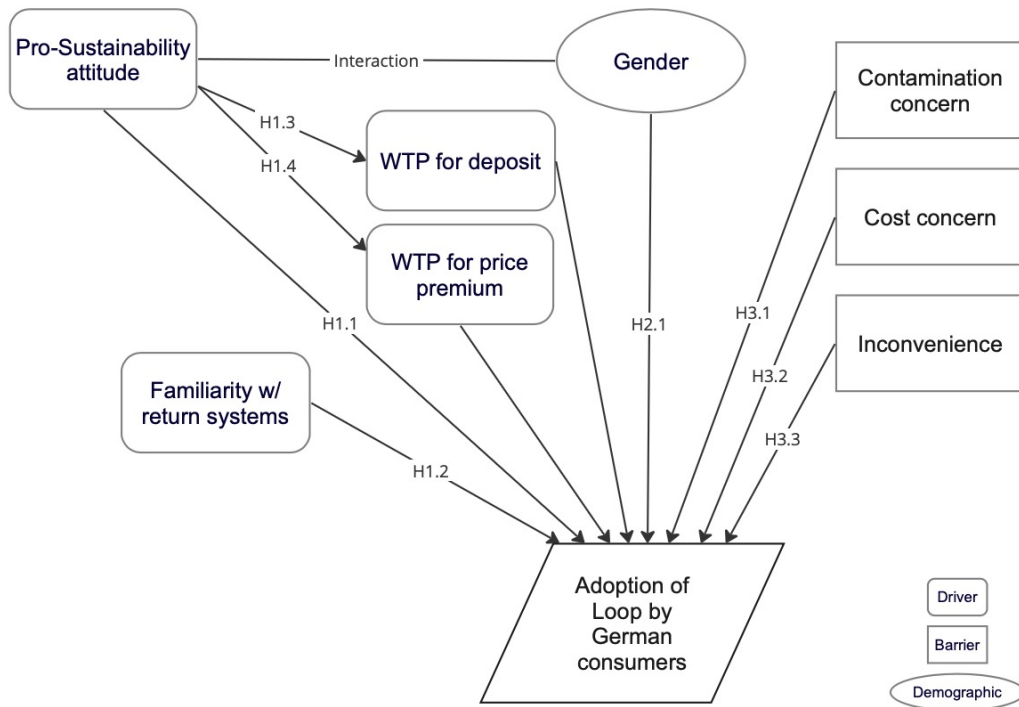 Pro-Sustainability
attitude
Interaction
Gender
Contamination
concern
H1.3
WTP for deposit
H1.4
Cost concern
WTP for price
premium
H3.1
H1.1
H2.1
Inconvenience
Familiarity w/
return systems
H3.2
H3.3
H1.2
Adoption of
Loop by
German
consumers
Driver
Barrier
Demographic